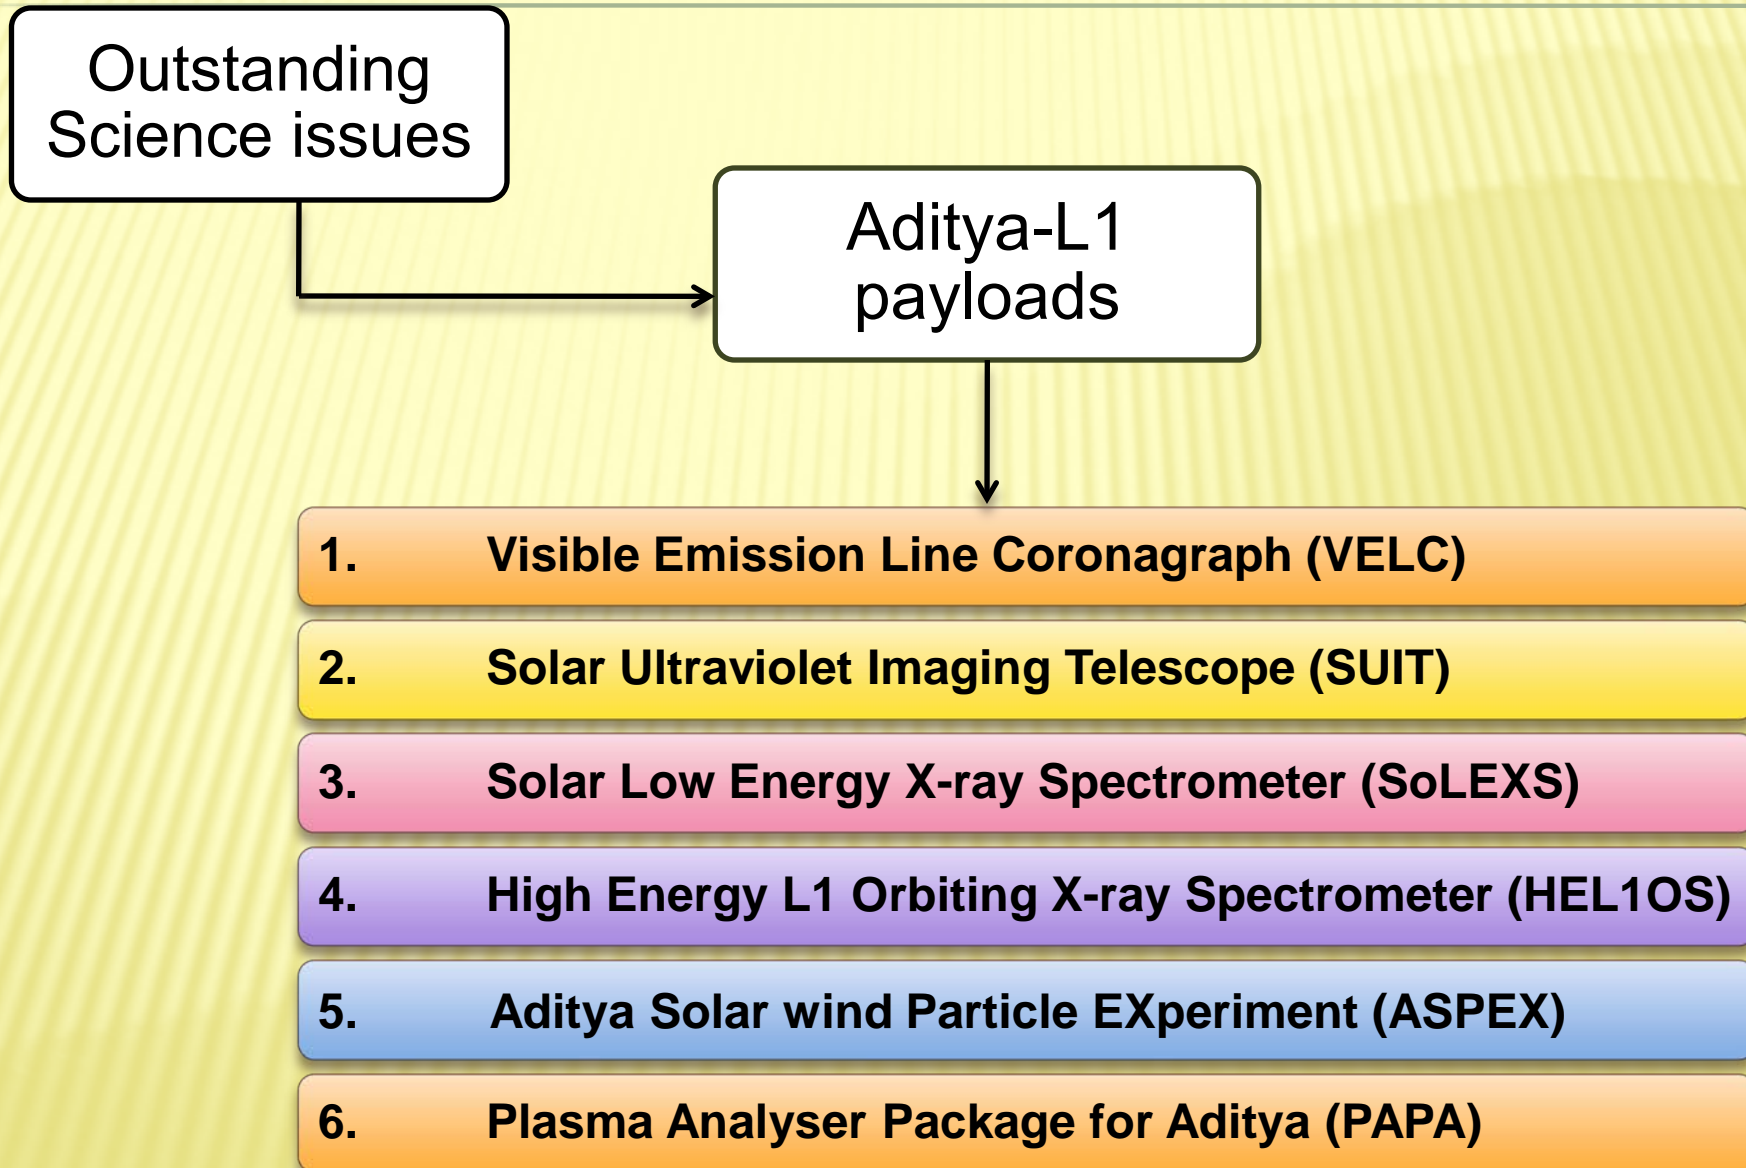 Outstanding
Science issues
Aditya-L1
payloads
1. Visible Emission Line Coronagraph (VELC)
2. Solar Ultraviolet Imaging Telescope (SUIT)
3. Solar Low Energy X-ray Spectrometer (SoLEXS)
4. High Energy L1 Orbiting X-ray Spectrometer (HEL1OS)
5. Aditya Solar wind Particle EXperiment (ASPEX)
6. Plasma Analyser Package for Aditya (PAPA)